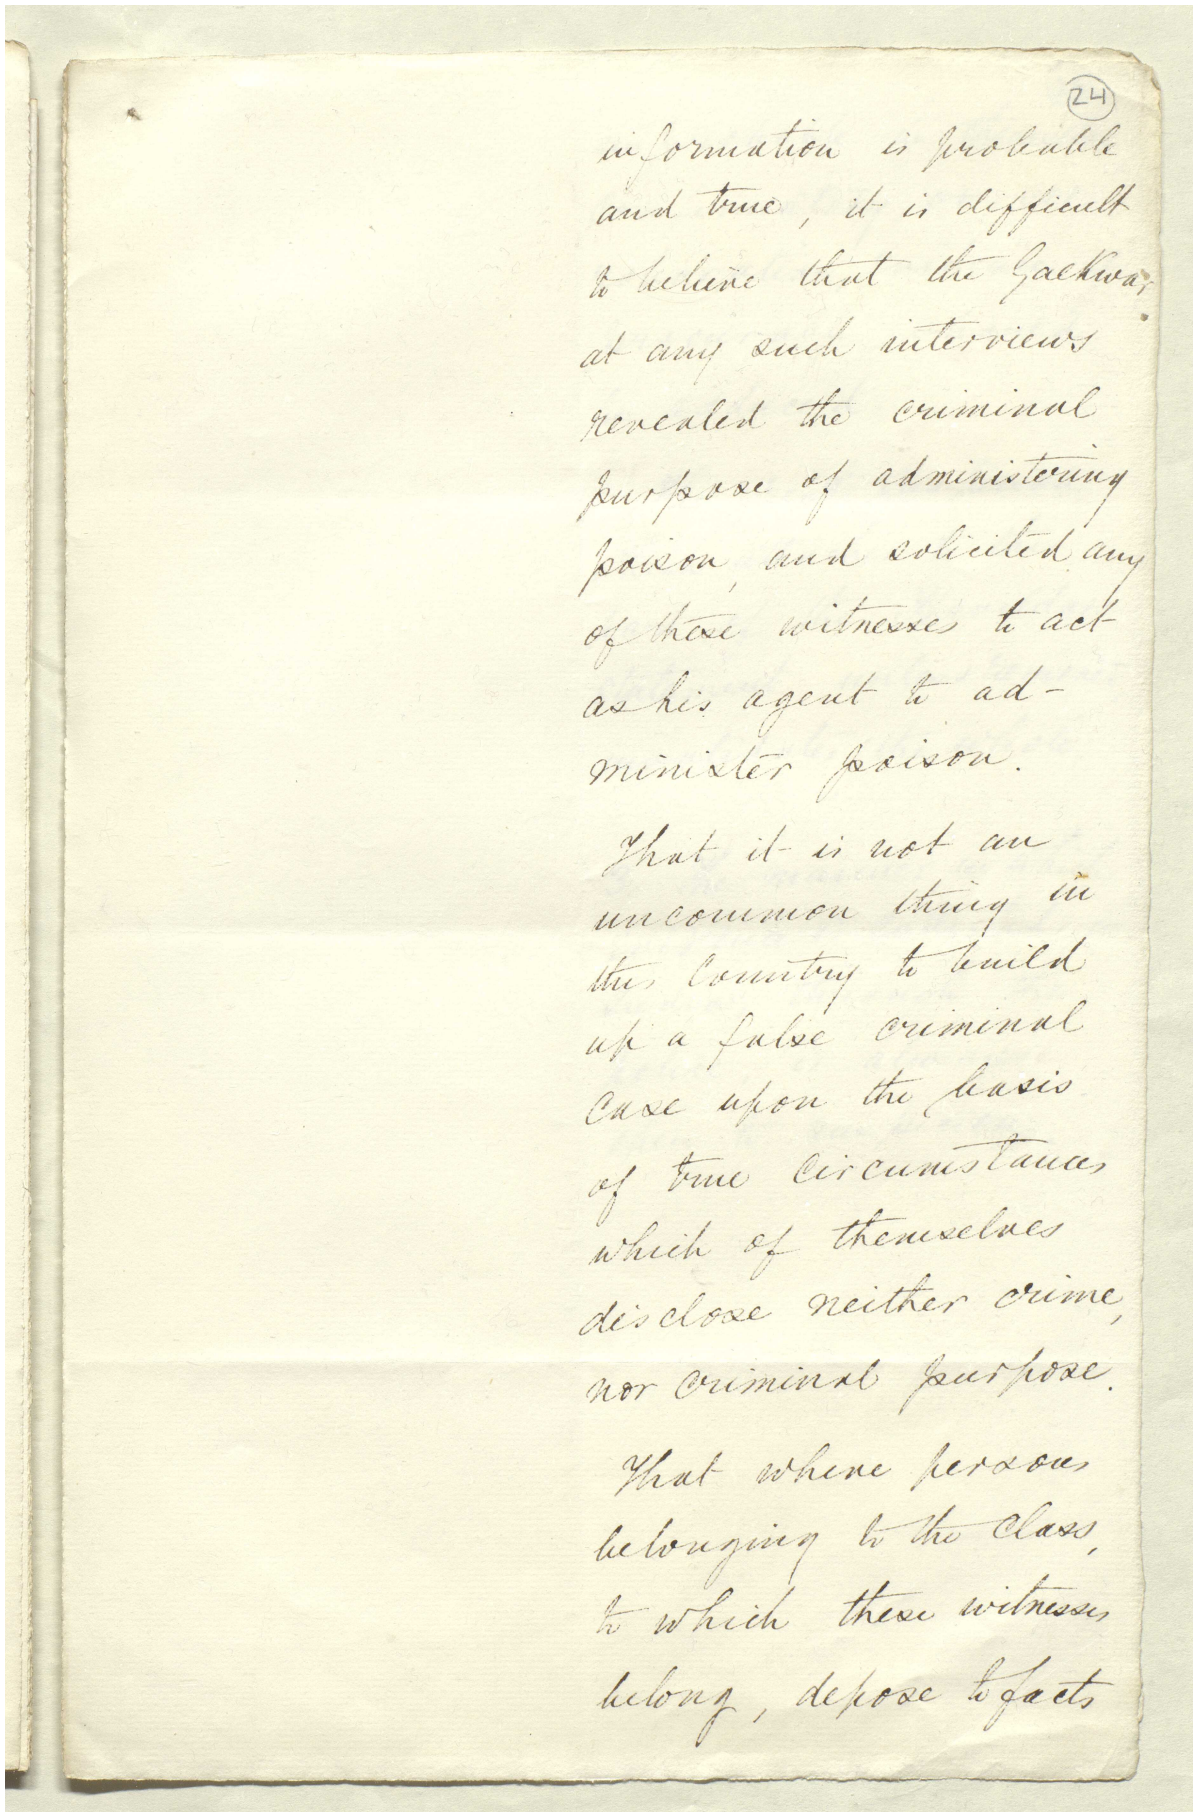 24
information is probable
and true, it is difficult
to believe that the Gaekwar
at any such interviews
revealed the criminal
purpose of administering
poison, and solicited any
of these witnesses to act
as his agent to ad-
minister poison.
That it is not an
uncommon thing in
this Country to build
up a false criminal
case upon the basis
of true circumstances
which of themselves
disclose neither crime,
nor criminal purpose.
That where persons
belonging to the class,
to which these witnesses
belong, depose to facts